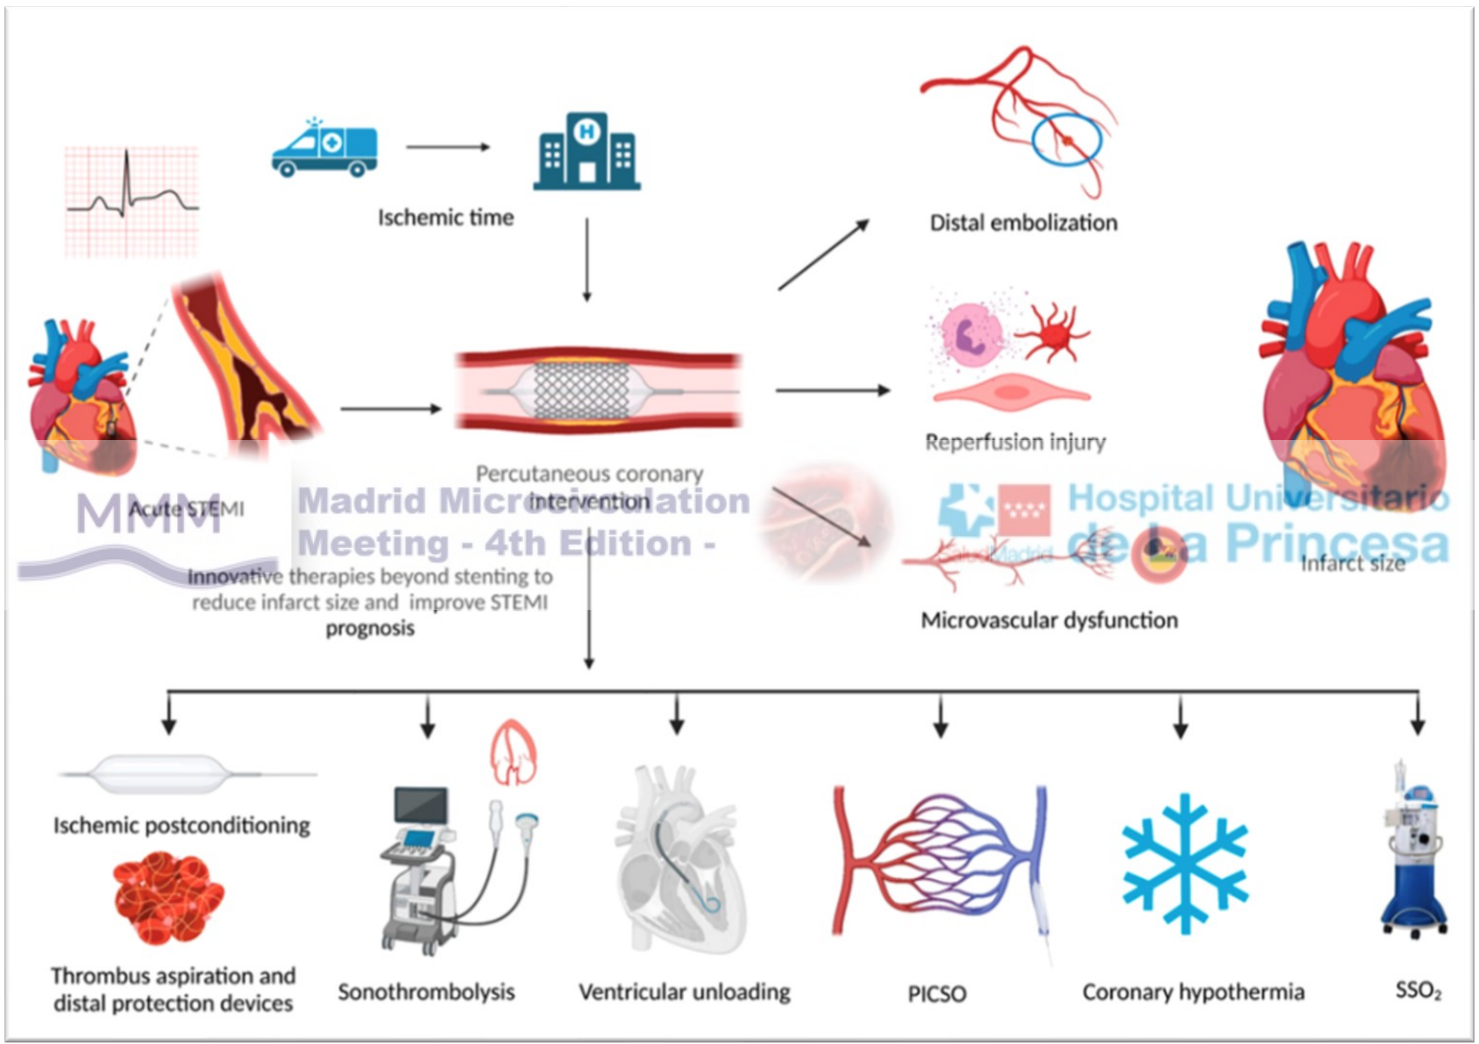 Ischemic time
Distal embolization
Reperfusion injury
Percutaneous coronary
intervention
Acute STEMI
MMM
Madrid Microcirculation
Meeting - 4th Edition -
SaludMadrid
Hospital Universitario
de La Princesa
Infarct size
Innovative therapies beyond stenting to
reduce infarct size and improve STEMI
prognosis
Microvascular dysfunction
Ischemic postconditioning
Thrombus aspiration and
distal protection devices
Sonothrombolysis
Ventricular unloading
PICSO
Coronary hypothermia
SSO₂
H